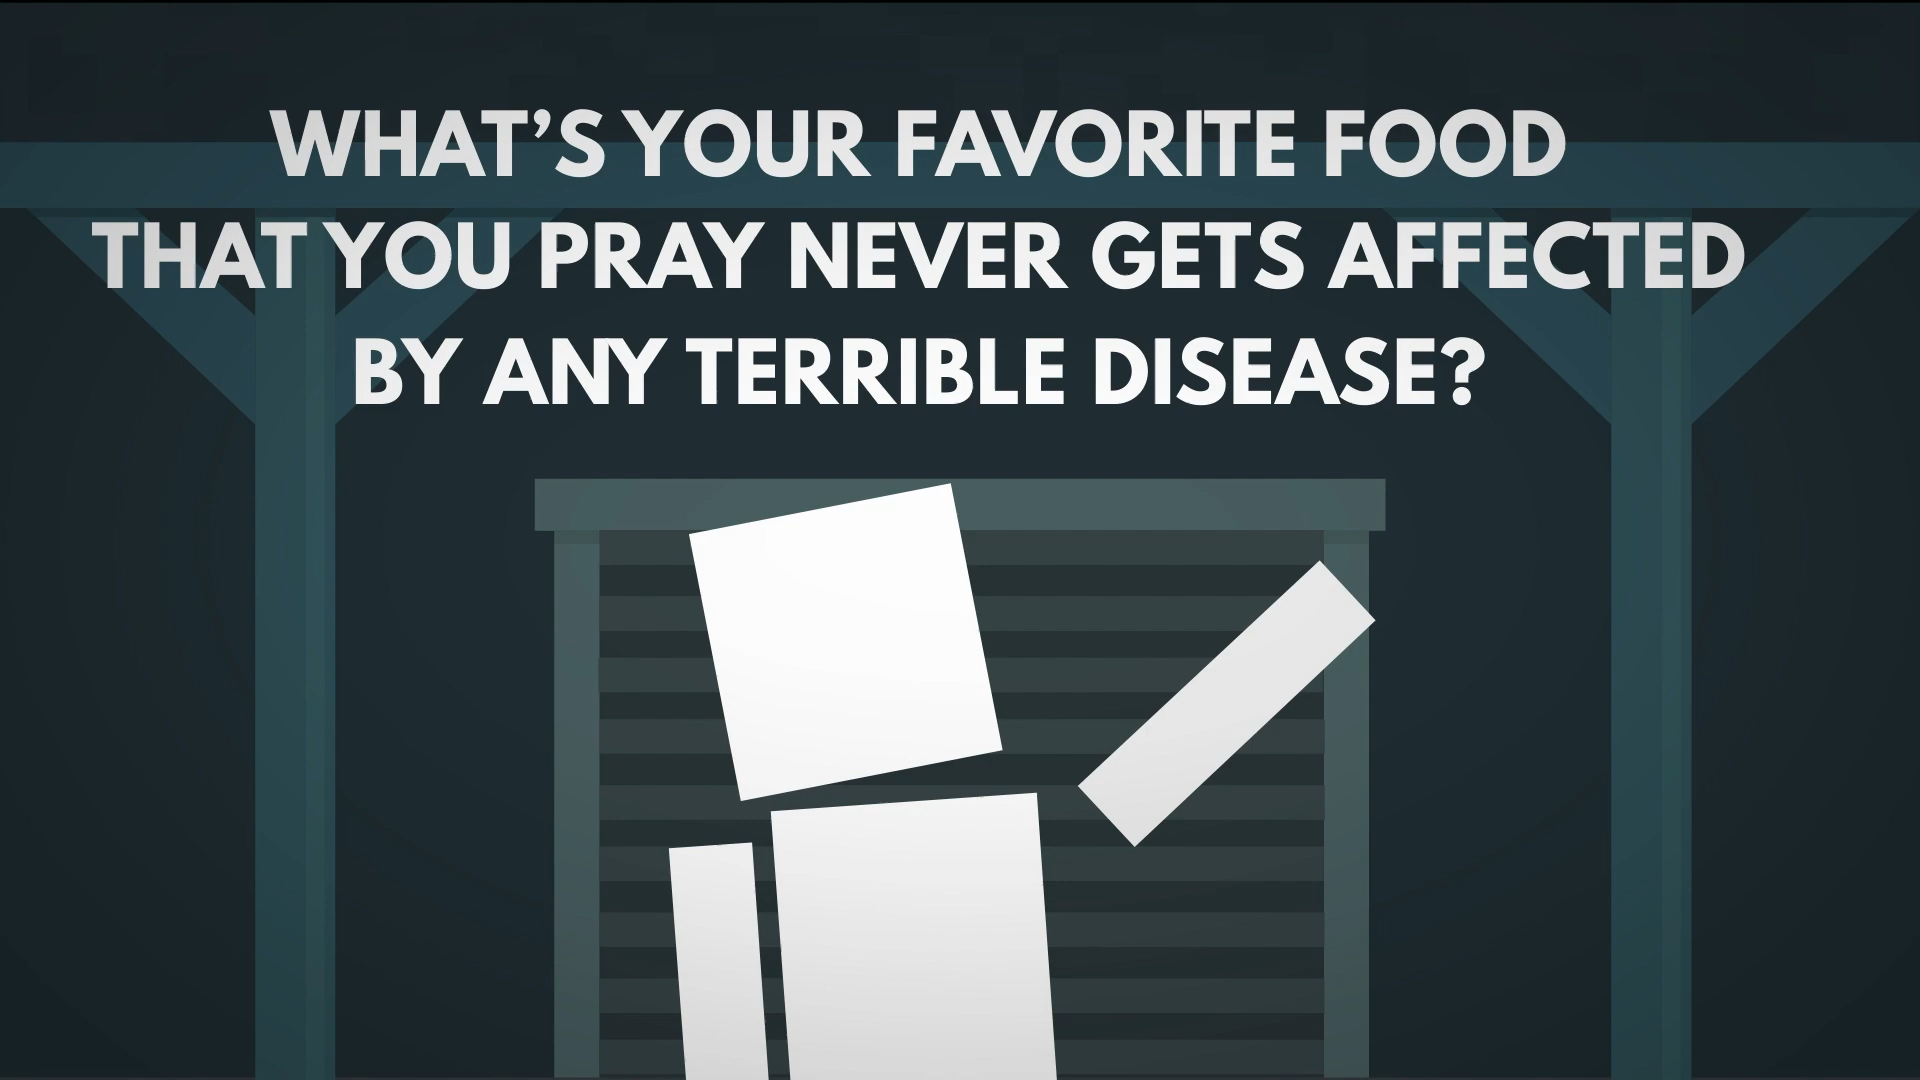 WHAT’S YOUR FAVORITE FOOD
THAT YOU PRAY NEVER GETS AFFECTED
BY ANY TERRIBLE DISEASE?